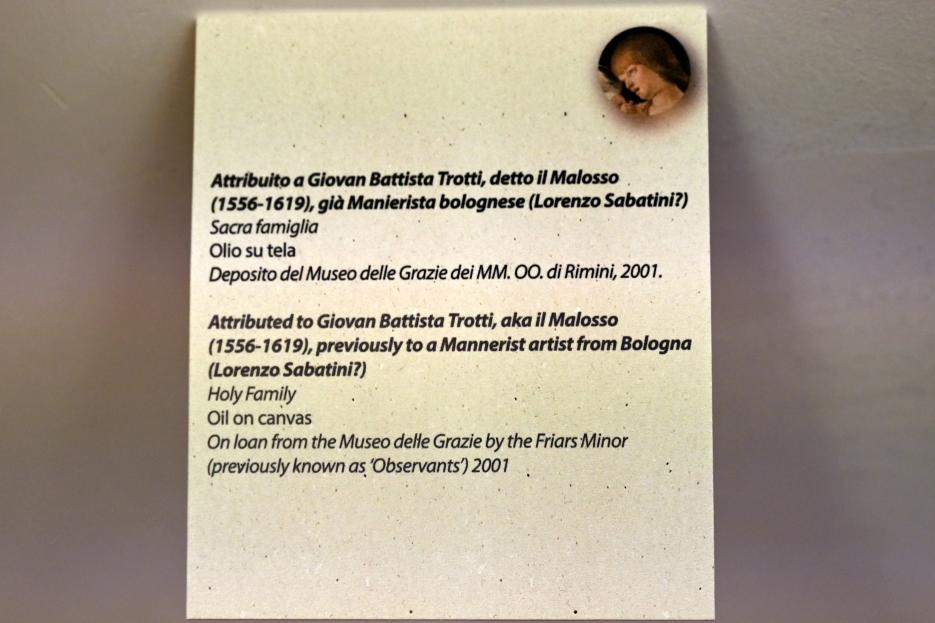 Attribuito a Giovan Battista Trotti, detto il Malosso
(1556-1619), già Manierista bolognese (Lorenzo Sabatini?)
Sacra famiglia
Olio su tela
Deposito del Museo delle Grazie dei MM. OO. di Rimini, 2001.
Attributed to Giovan Battista Trotti, aka il Malosso
(1556-1619), previously to a Mannerist artist from Bologna
(Lorenzo Sabatini?)
Holy Family
Oil on canvas
On loan from the Museo delle Grazie by the Friars Minor
(previously known as ‘Observants’) 2001